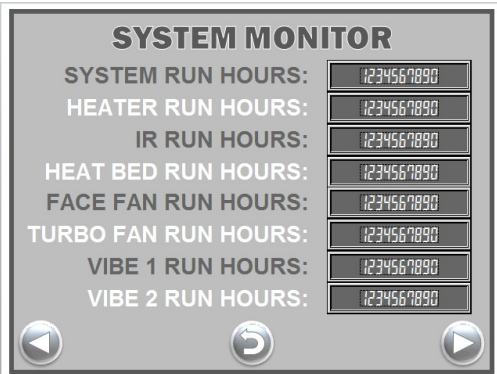 SYSTEM MONITOR
SYSTEM RUN HOURS: 1234567890
HEATER RUN HOURS: 1234567890
IR RUN HOURS: 1234567890
HEAT BED RUN HOURS: 1234567890
FACE FAN RUN HOURS: 1234567890
TURBO FAN RUN HOURS: 1234567890
VIBE 1 RUN HOURS: 1234567890
VIBE 2 RUN HOURS: 1234567890